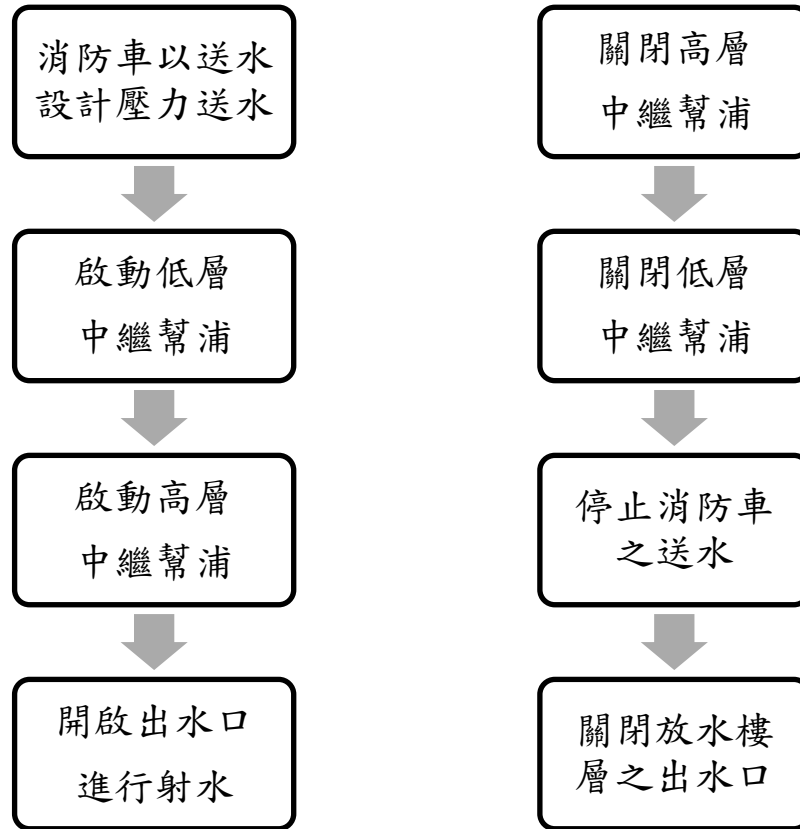 消防車以送水
設計壓力送水
啟動低層
中繼幫浦
啟動高層
中繼幫浦
開啟出水口
進行射水
關閉高層
中繼幫浦
關閉低層
中繼幫浦
停止消防車
之送水
關閉放水樓
層之出水口